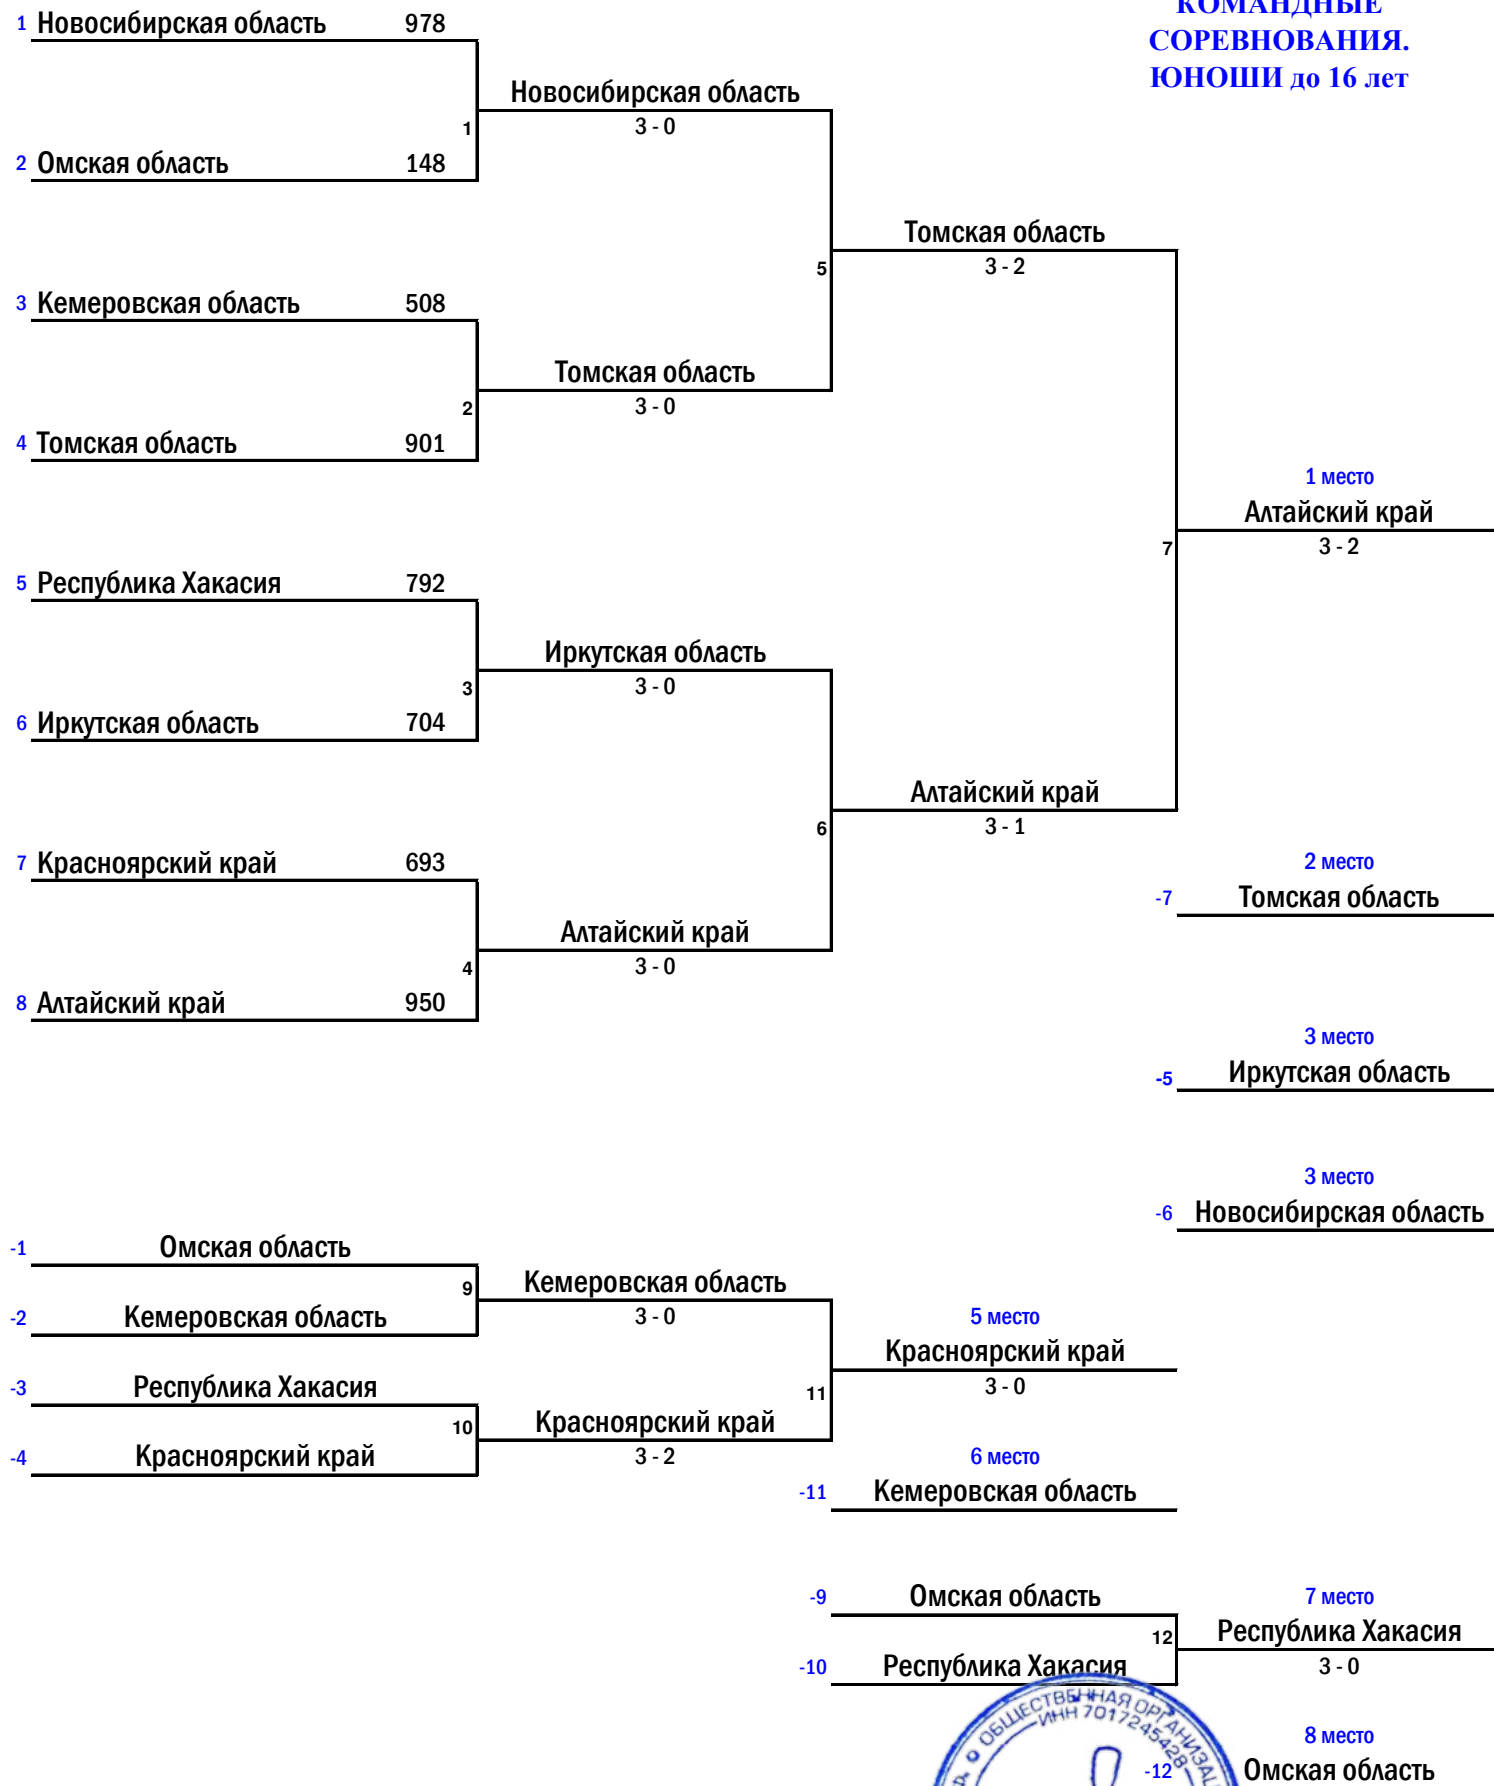 КОМАНДНЫЕ
СОРЕВНОВАНИЯ.
ЮНОШИ до 16 лет
1 Новосибирская область 978
Новосибирская область
1 3 - 0
2 Омская область 148
Томская область
5 3 - 2
3 Кемеровская область 508
Томская область
2 3 - 0
4 Томская область 901
1 место
Алтайский край
7 3 - 2
5 Республика Хакасия 792
Иркутская область
3 3 - 0
6 Иркутская область 704
Алтайский край
6 3 - 1
7 Красноярский край 693
2 место
-7 Томская область
Алтайский край
4 3 - 0
8 Алтайский край 950
3 место
-5 Иркутская область
3 место
-6 Новосибирская область
-1 Омская область
9 Кемеровская область
-2 Кемеровская область 3 - 0
5 место
Красноярский край
-3 Республика Хакасия 11 3 - 0
10 Красноярский край
-4 Красноярский край 3 - 2
6 место
-11 Кемеровская область
-9 Омская область 7 место
12 Республика Хакасия
-10 Республика Хакасия 3 - 0
ОБЩЕСТВЕННАЯ ОРГАНИЗАЦ
ИНН 7017245428
8 место
-12 Омская область